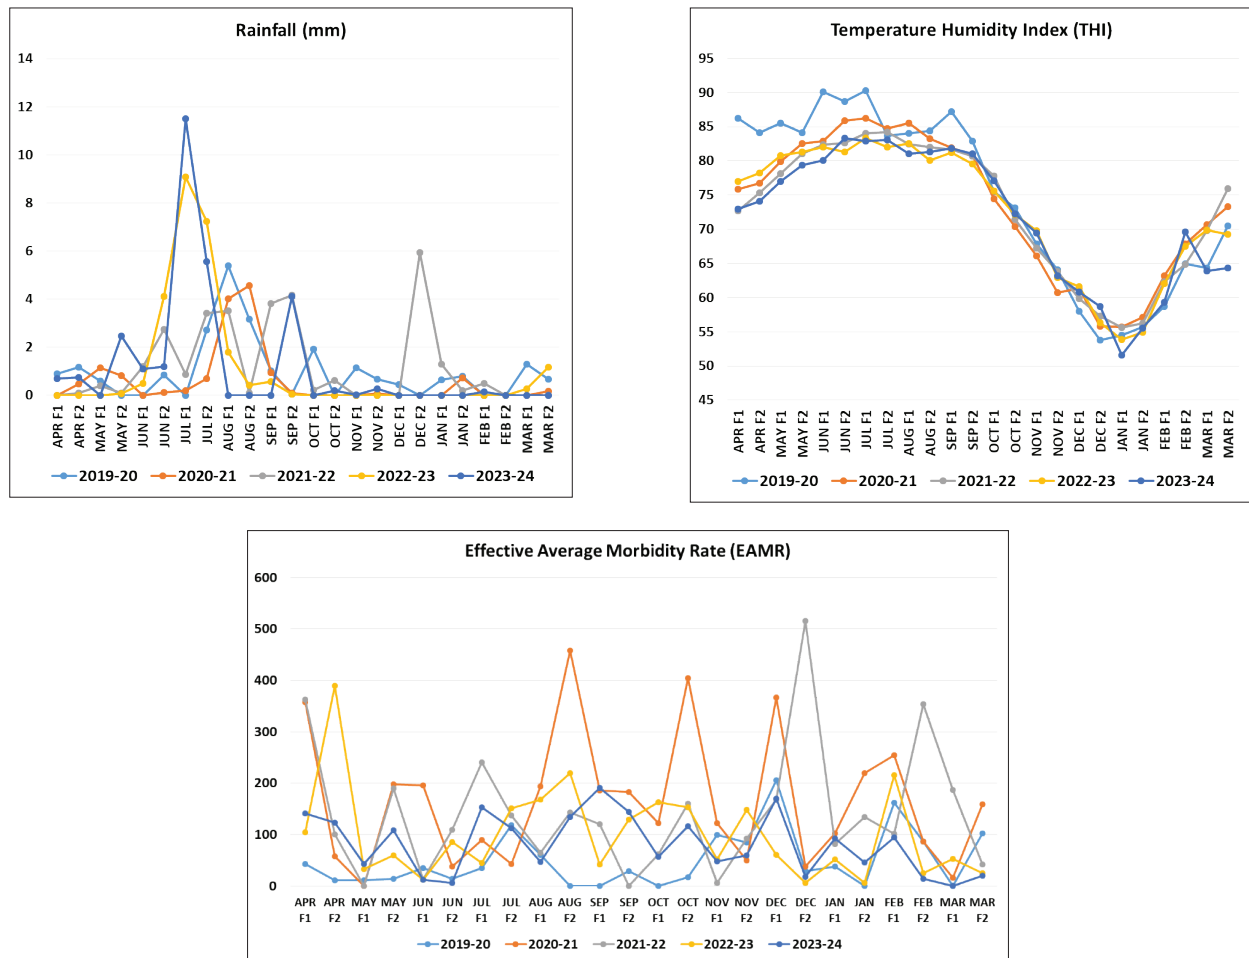 Rainfall (mm)
14
12
10
8
6
4
2
0
APR F1
APR F2
MAY F1
MAY F2
JUN F1
JUN F2
JUL F1
JUL F2
AUG F1
AUG F2
SEP F1
SEP F2
OCT F1
OCT F2
NOV F1
NOV F2
DEC F1
DEC F2
JAN F1
JAN F2
FEB F1
FEB F2
MAR F1
MAR F2
2019-20 2020-21 2021-22 2022-23 2023-24
Temperature Humidity Index (THI)
95
90
85
80
75
70
65
60
55
50
45
APR F1
APR F2
MAY F1
MAY F2
JUN F1
JUN F2
JUL F1
JUL F2
AUG F1
AUG F2
SEP F1
SEP F2
OCT F1
OCT F2
NOV F1
NOV F2
DEC F1
DEC F2
JAN F1
JAN F2
FEB F1
FEB F2
MAR F1
MAR F2
2019-20 2020-21 2021-22 2022-23 2023-24
Effective Average Morbidity Rate (EAMR)
600
500
400
300
200
100
0
APR APR MAY MAY JUN JUN JUL JUL AUG AUG SEP SEP OCT OCT NOV NOV DEC DEC JAN JAN FEB FEB MAR MAR
F1 F2 F1 F2 F1 F2 F1 F2 F1 F2 F1 F2 F1 F2 F1 F2 F1 F2 F1 F2 F1 F2 F1 F2
2019-20 2020-21 2021-22 2022-23 2023-24